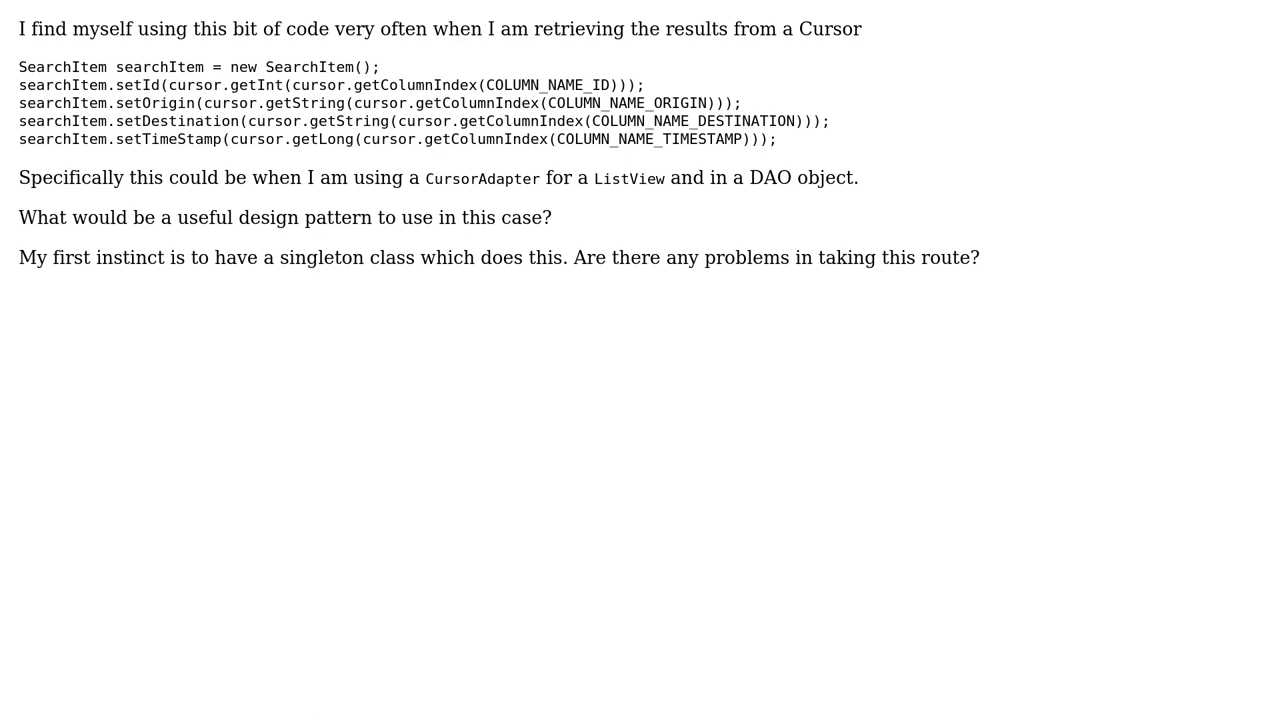 I find myself using this bit of code very often when I am retrieving the results from a Cursor
SearchItem searchItem = new SearchItem();
searchItem.setId(cursor.getInt(cursor.getColumnIndex(COLUMN_NAME_ID)));
searchItem.setOrigin(cursor.getString(cursor.getColumnIndex(COLUMN_NAME_ORIGIN)));
searchItem.setDestination(cursor.getString(cursor.getColumnIndex(COLUMN_NAME_DESTINATION)));
searchItem.setTimeStamp(cursor.getLong(cursor.getColumnIndex(COLUMN_NAME_TIMESTAMP)));
Specifically this could be when I am using a CursorAdapter for a ListView and in a DAO object.
What would be a useful design pattern to use in this case?
My first instinct is to have a singleton class which does this. Are there any problems in taking this route?